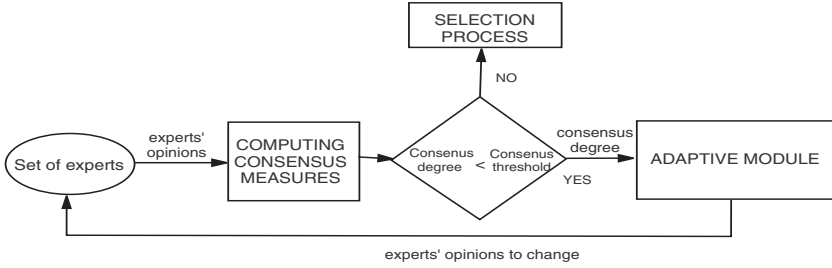 SELECTION
PROCESS
NO
experts'
opinions
Set of experts
COMPUTING
CONSENSUS
MEASURES
Consenus
degree
<
Consenus
threshold
YES
consensus
degree
ADAPTIVE MODULE
experts' opinions to change